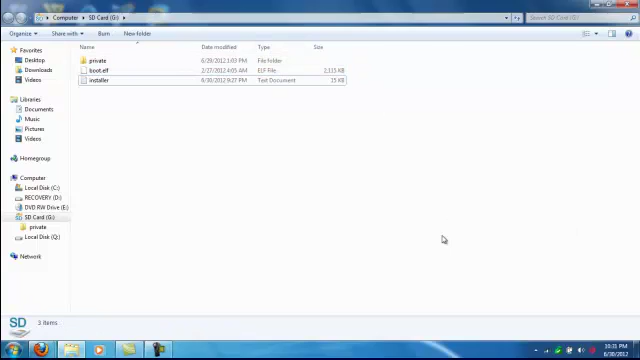 Computer ▸ SD Card (G:) ▸
Search SD Card (G:)
Organize Share with Burn New folder
Name Date modified Type Size
private 6/29/2012 1:03 PM File folder
boot.elf 2/27/2012 4:05 AM ELF File 2,115 KB
installer 6/30/2012 9:27 PM Text Document 15 KB
Favorites
Desktop
Downloads
Videos
Libraries
Documents
Music
Pictures
Videos
Homegroup
Computer
Local Disk (C:)
RECOVERY (D:)
DVD RW Drive (E:)
SD Card (G:)
private
Local Disk (Q:)
Network
SD
3 items
10:31 PM
6/30/2012